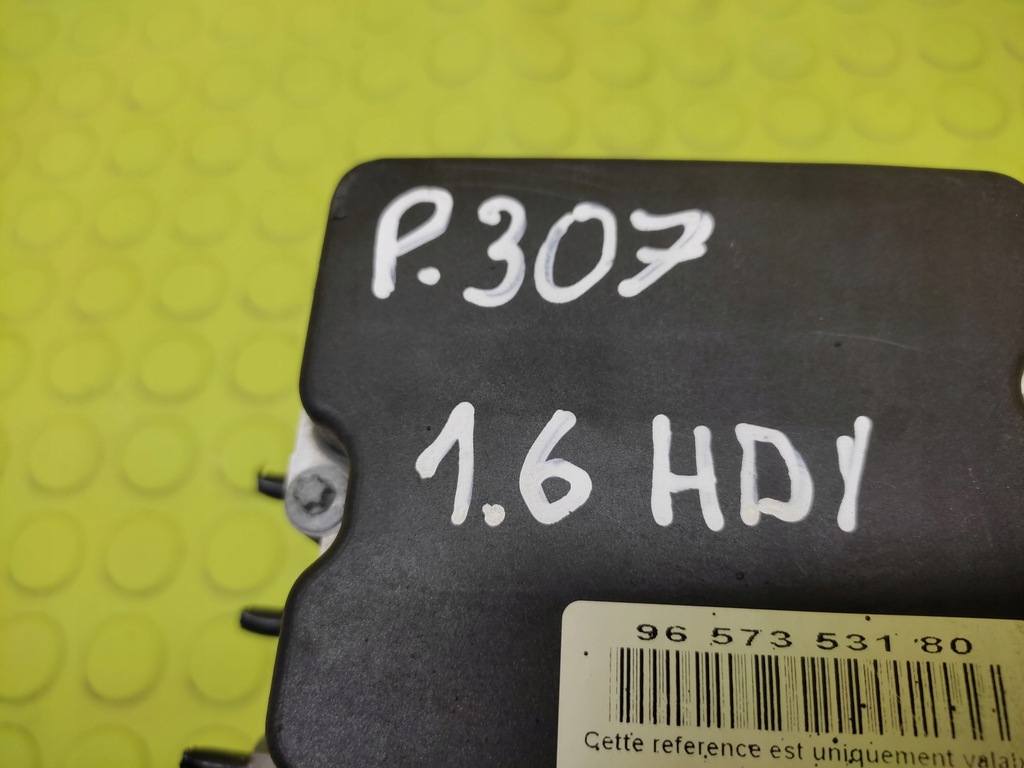 P.307
1.6 HDI
96 573 531 80
Cette reference est uniquement